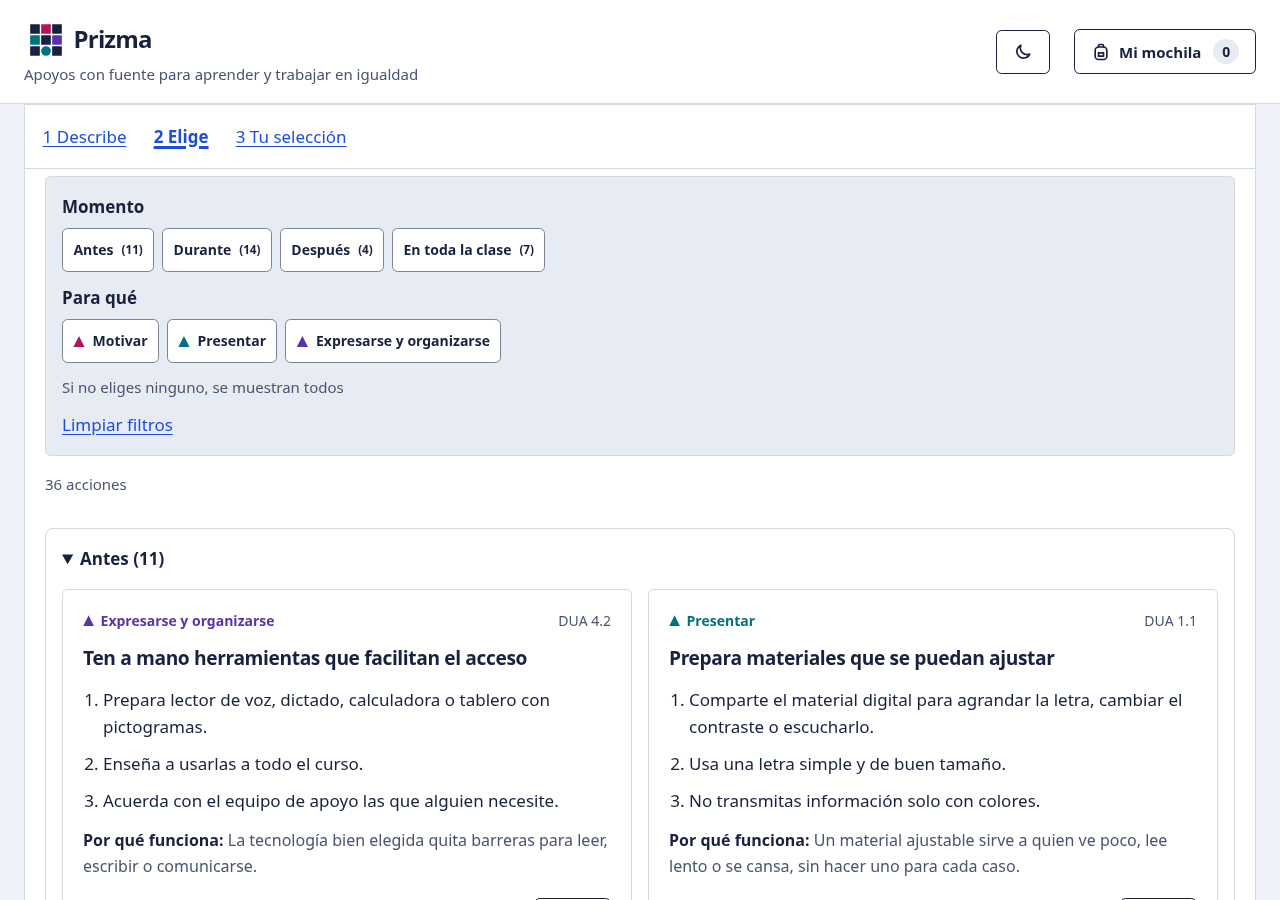 Prizma
Apoyos con fuente para aprender y trabajar en igualdad
Mi mochila 0
1 Describe 2 Elige 3 Tu selección
Momento
Antes (11) Durante (14) Después (4) En toda la clase (7)
Para qué
Motivar Presentar Expresarse y organizarse
Si no eliges ninguno, se muestran todos
Limpiar filtros
36 acciones
Antes (11)
Expresarse y organizarse DUA 4.2
Ten a mano herramientas que facilitan el acceso
1. Prepara lector de voz, dictado, calculadora o tablero con
pictogramas.
2. Enseña a usarlas a todo el curso.
3. Acuerda con el equipo de apoyo las que alguien necesite.
Por qué funciona: La tecnología bien elegida quita barreras para leer,
escribir o comunicarse.
Presentar DUA 1.1
Prepara materiales que se puedan ajustar
1. Comparte el material digital para agrandar la letra, cambiar el
contraste o escucharlo.
2. Usa una letra simple y de buen tamaño.
3. No transmitas información solo con colores.
Por qué funciona: Un material ajustable sirve a quien ve poco, lee
lento o se cansa, sin hacer uno para cada caso.